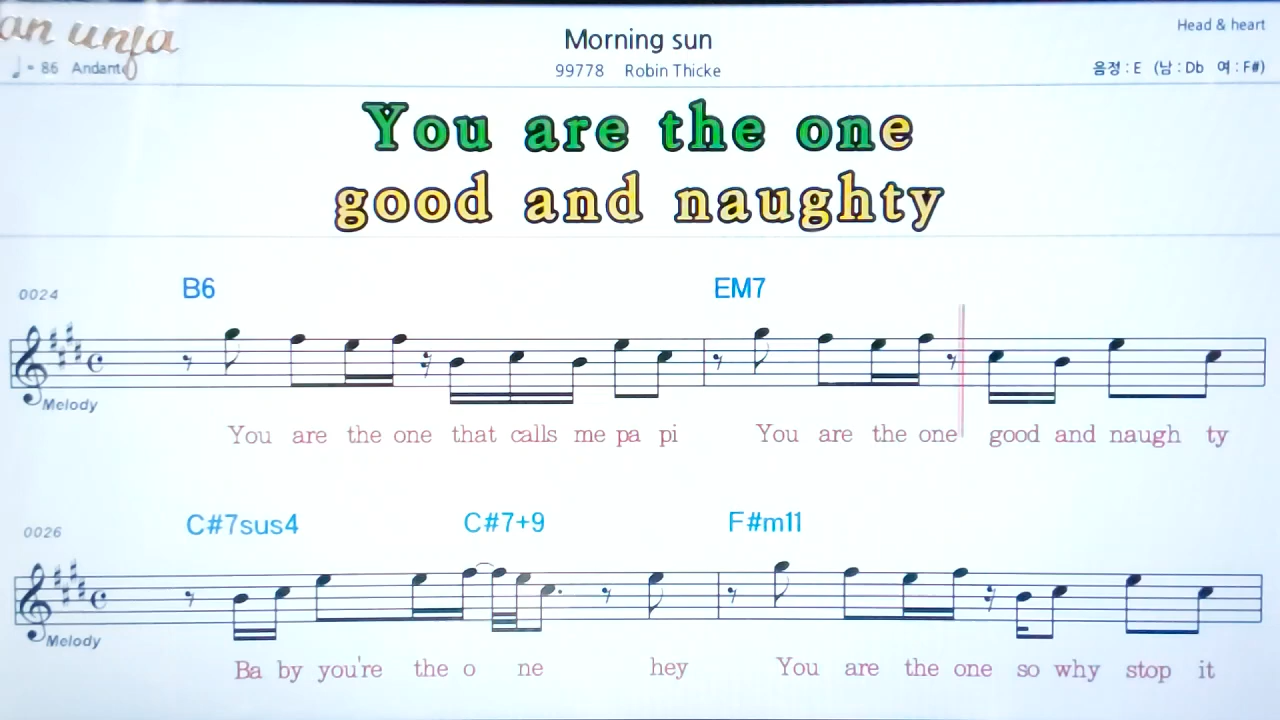 an unfa
Morning sun
Head & heart
♩= 86 Andante
99778 Robin Thicke
음정 : E (남 : Db 여 : F#)
You are the one
good and naughty
0024
B6 EM7
Melody
You are the one that calls me pa pi You are the one good and naugh ty
0026
C#7sus4 C#7+9 F#m11
Melody
Ba by you're the o ne hey You are the one so why stop it